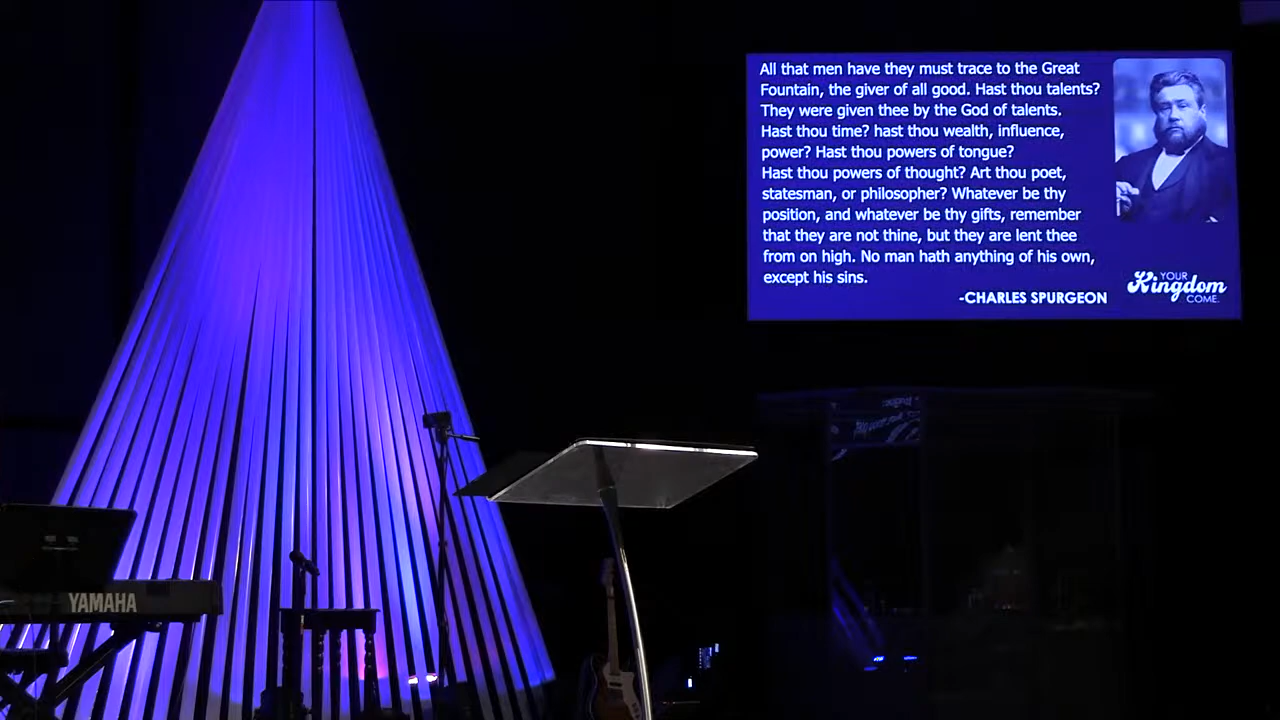 All that men have they must trace to the Great
Fountain, the giver of all good. Hast thou talents?
They were given thee by the God of talents.
Hast thou time? hast thou wealth, influence,
power? Hast thou powers of tongue?
Hast thou powers of thought? Art thou poet,
statesman, or philosopher? Whatever be thy
position, and whatever be thy gifts, remember
that they are not thine, but they are lent thee
from on high. No man hath anything of his own,
except his sins.
-CHARLES SPURGEON
YOUR
Kingdom
COME.
YAMAHA